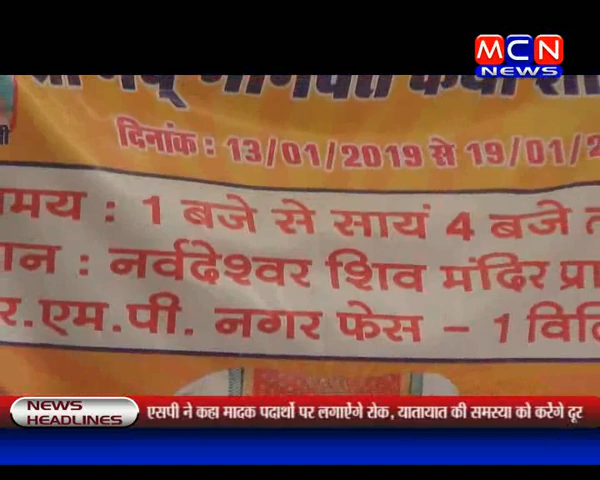 MCN
NEWS
दिनांक : 13/01/2019 से 19/01/2
मय : 1 बजे से सायं 4 बजे त
ान : नर्वदेश्वर शिव मंदिर प्रा
र.एम.पी. नगर फेस - 1 विदि
NEWS
HEADLINES
एसपी ने कहा मादक पदार्थो पर लगाऐंगे रोक, यातायात की समस्या को करेंगे दूर